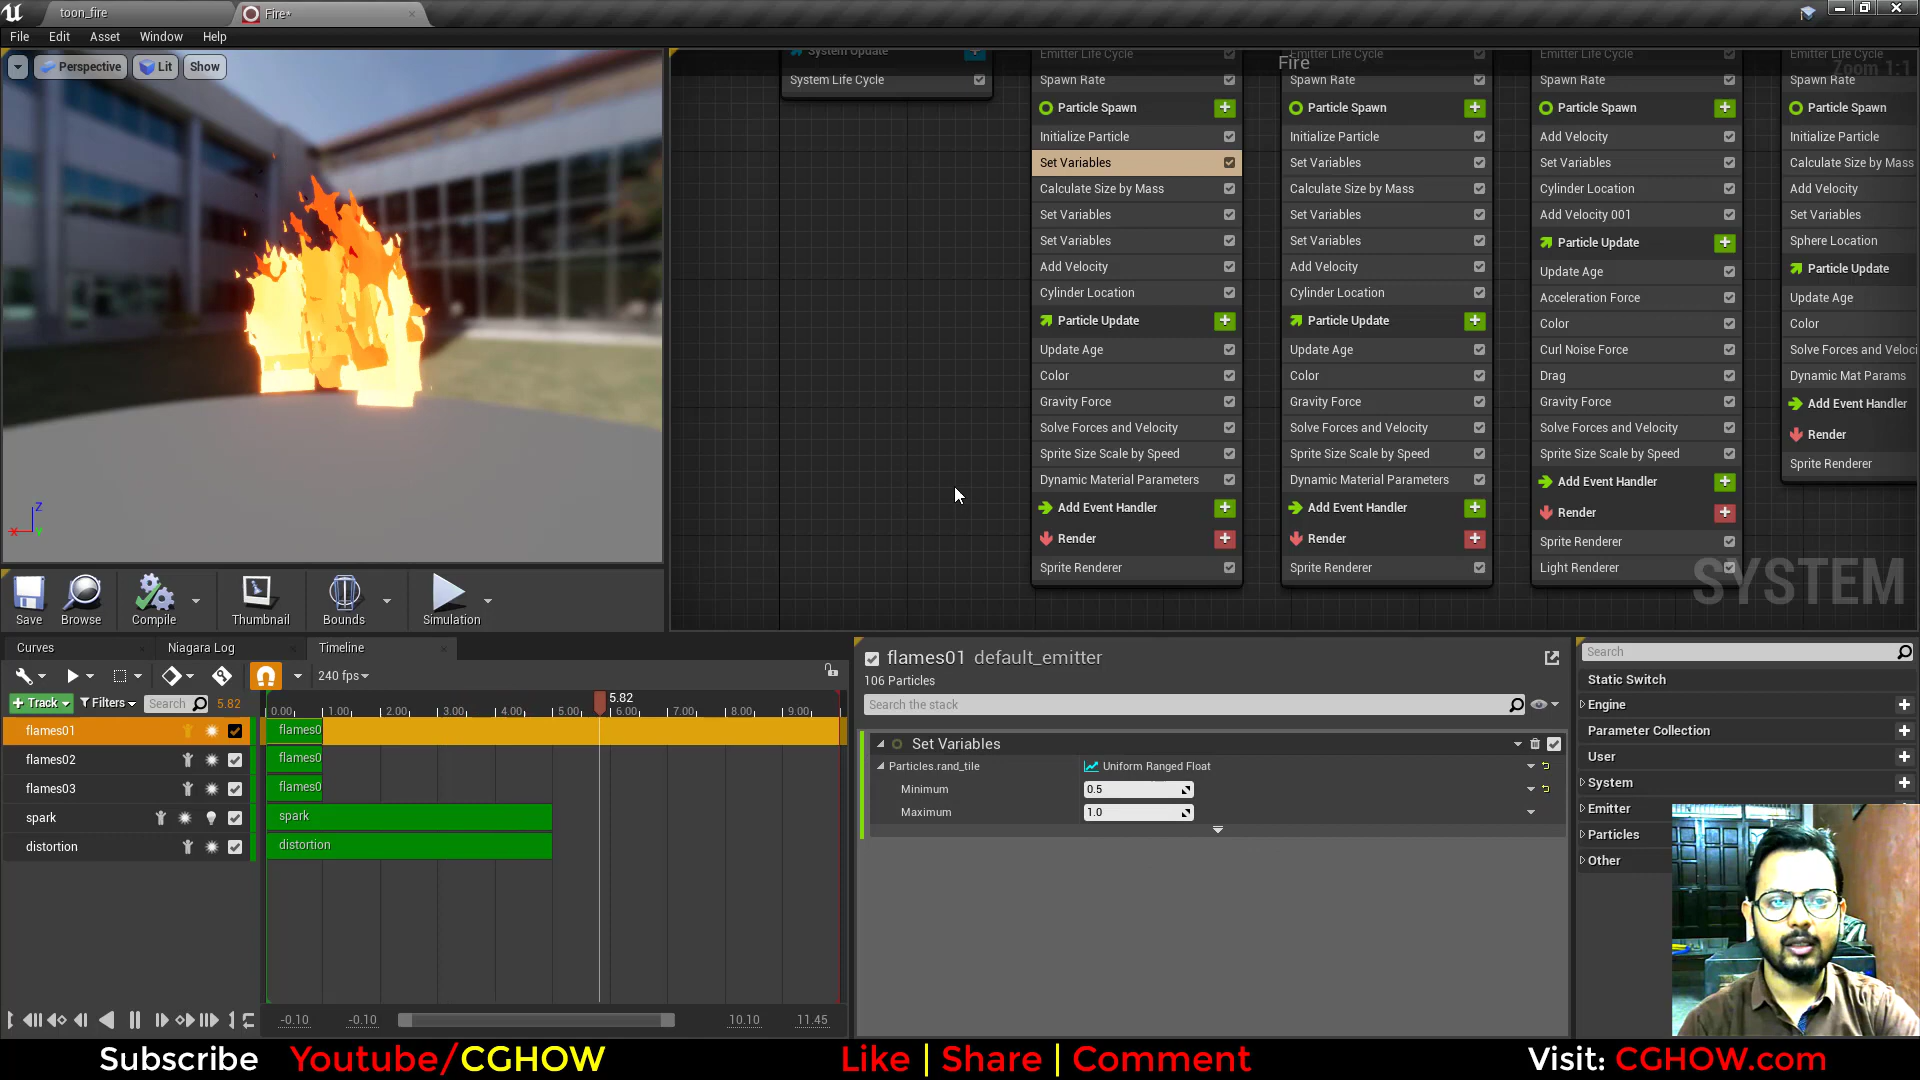 toon_fire
Fire*
File Edit Asset Window Help
Perspective Lit Show
Fire
Zoom 1:1
System Update
System Life Cycle
Emitter Life Cycle
Spawn Rate
Particle Spawn
Initialize Particle
Set Variables
Calculate Size by Mass
Set Variables
Set Variables
Add Velocity
Cylinder Location
Particle Update
Update Age
Color
Gravity Force
Solve Forces and Velocity
Sprite Size Scale by Speed
Dynamic Material Parameters
Add Event Handler
Render
Sprite Renderer
Emitter Life Cycle
Spawn Rate
Particle Spawn
Initialize Particle
Set Variables
Calculate Size by Mass
Set Variables
Set Variables
Add Velocity
Cylinder Location
Particle Update
Update Age
Color
Gravity Force
Solve Forces and Velocity
Sprite Size Scale by Speed
Dynamic Material Parameters
Add Event Handler
Render
Sprite Renderer
Emitter Life Cycle
Spawn Rate
Particle Spawn
Add Velocity
Set Variables
Cylinder Location
Add Velocity 001
Particle Update
Update Age
Acceleration Force
Color
Curl Noise Force
Drag
Gravity Force
Solve Forces and Velocity
Sprite Size Scale by Speed
Add Event Handler
Render
Sprite Renderer
Light Renderer
Emitter Life Cycle
Spawn Rate
Particle Spawn
Initialize Particle
Calculate Size by Mass
Add Velocity
Set Variables
Sphere Location
Particle Update
Update Age
Color
Solve Forces and Veloci
Dynamic Mat Params
Add Event Handler
Render
Sprite Renderer
SYSTEM
Z
X
Y
Save Browse Compile Thumbnail Bounds Simulation
Curves Niagara Log Timeline
240 fps
+ Track Filters Search 5.82
5.82
0.00 1.00 2.00 3.00 4.00 5.00 6.00 7.00 8.00 9.00
flames01 flames0
flames02 flames0
flames03 flames0
spark spark
distortion distortion
-0.10 -0.10 10.10 11.45
flames01 default_emitter
106 Particles
Search the stack
Set Variables
Particles.rand_tile Uniform Ranged Float
Minimum 0.5
Maximum 1.0
Search
Static Switch
Engine
Parameter Collection
User
System
Emitter
Particles
Other
Subscribe Youtube/CGHOW Like | Share | Comment Visit: CGHOW.com